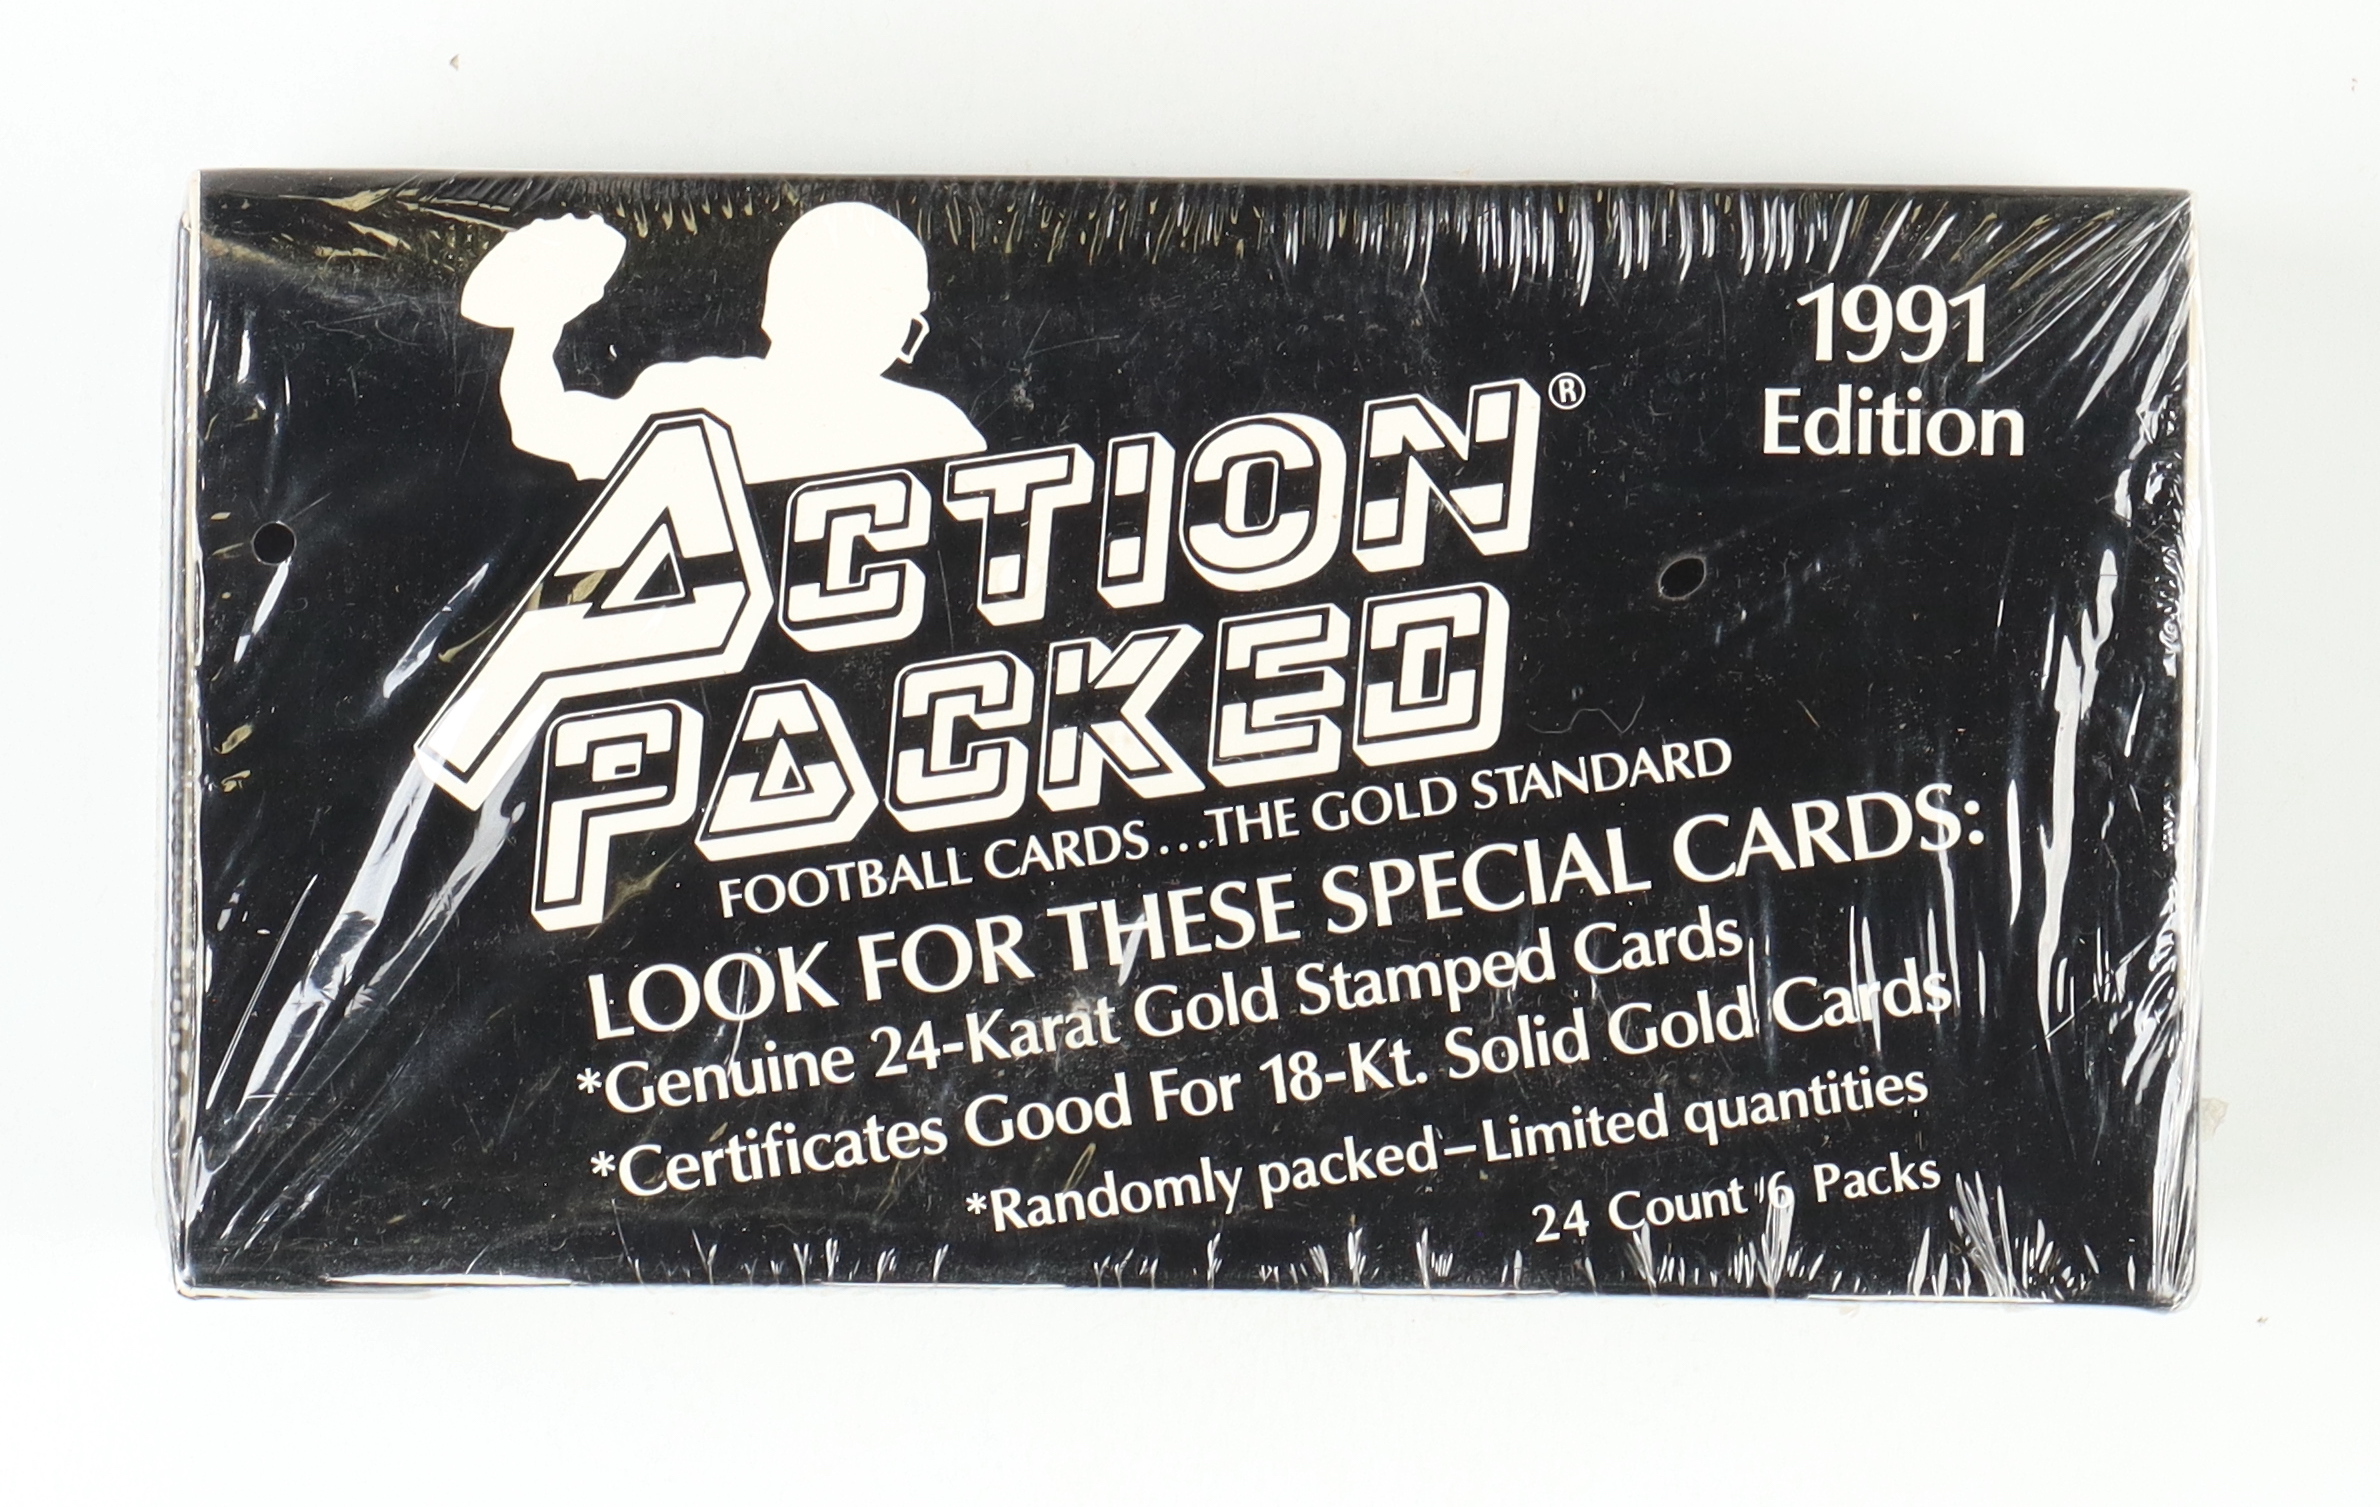 1991
Edition
ACTION®
PACKED
FOOTBALL CARDS...THE GOLD STANDARD
LOOK FOR THESE SPECIAL CARDS:
*Genuine 24-Karat Gold Stamped Cards
*Certificates Good For 18-Kt. Solid Gold Cards
*Randomly packed–Limited quantities
24 Count 6 Packs